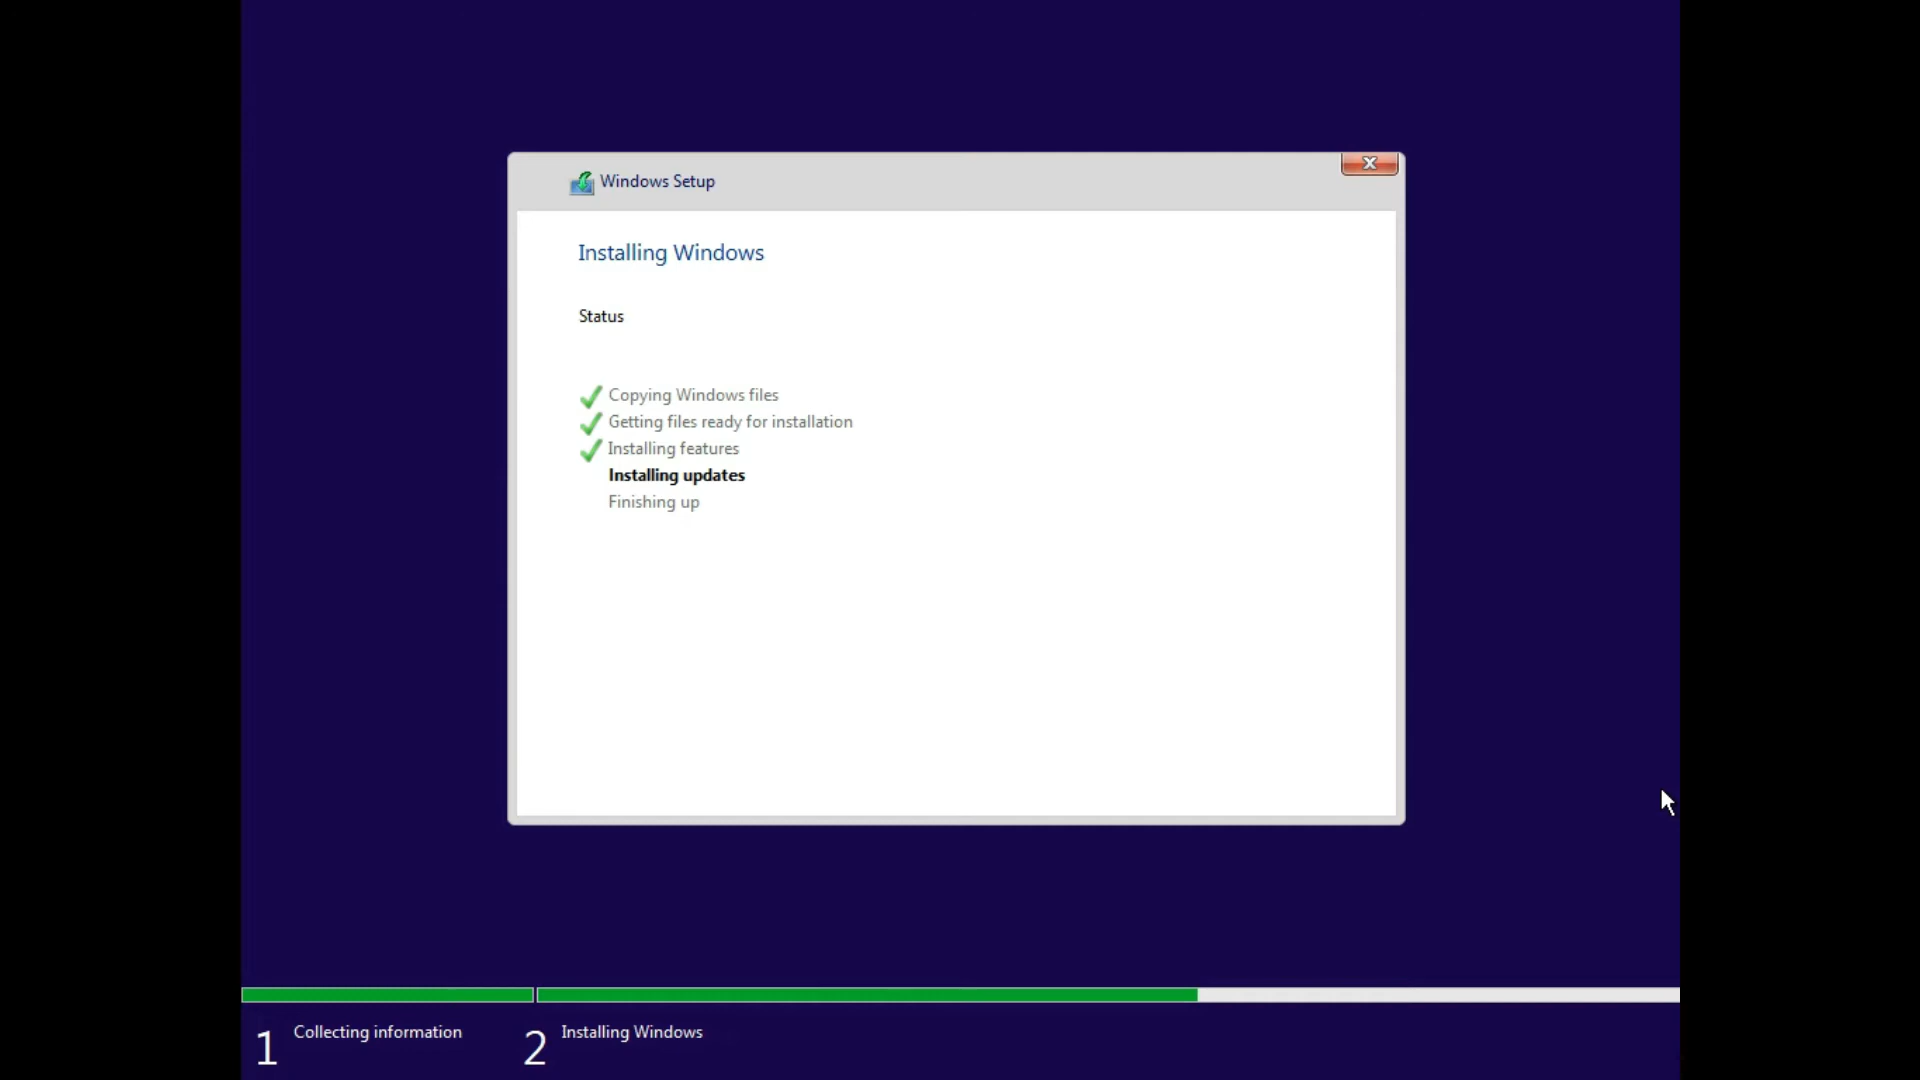 Windows Setup
Installing Windows
Status
Copying Windows files
Getting files ready for installation
Installing features
Installing updates
Finishing up
1 Collecting information
2 Installing Windows